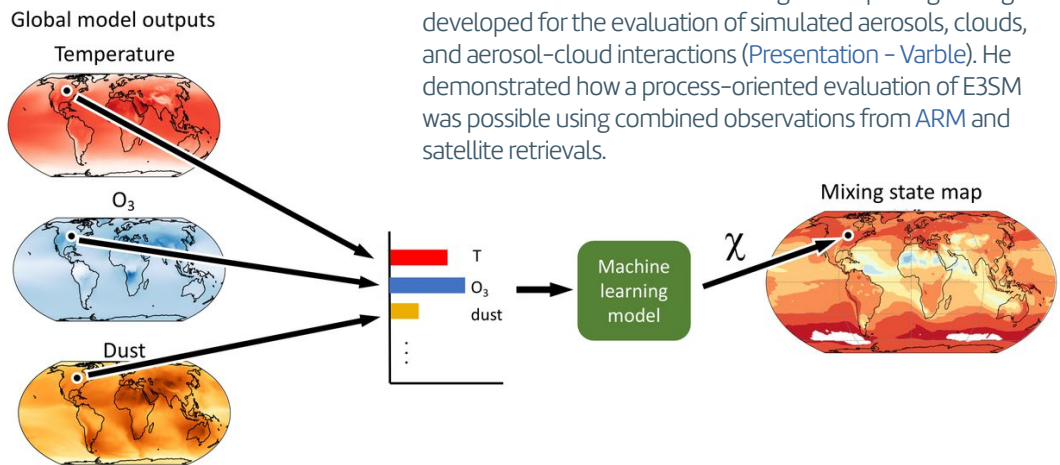 developed for the evaluation of simulated aerosols, clouds,
and aerosol-cloud interactions (Presentation - Varble). He
demonstrated how a process-oriented evaluation of E3SM
was possible using combined observations from ARM and
satellite retrievals.
Global model outputs
Temperature
O₃
Dust
T
O₃
dust
⋮
Machine
learning
model
χ
Mixing state map